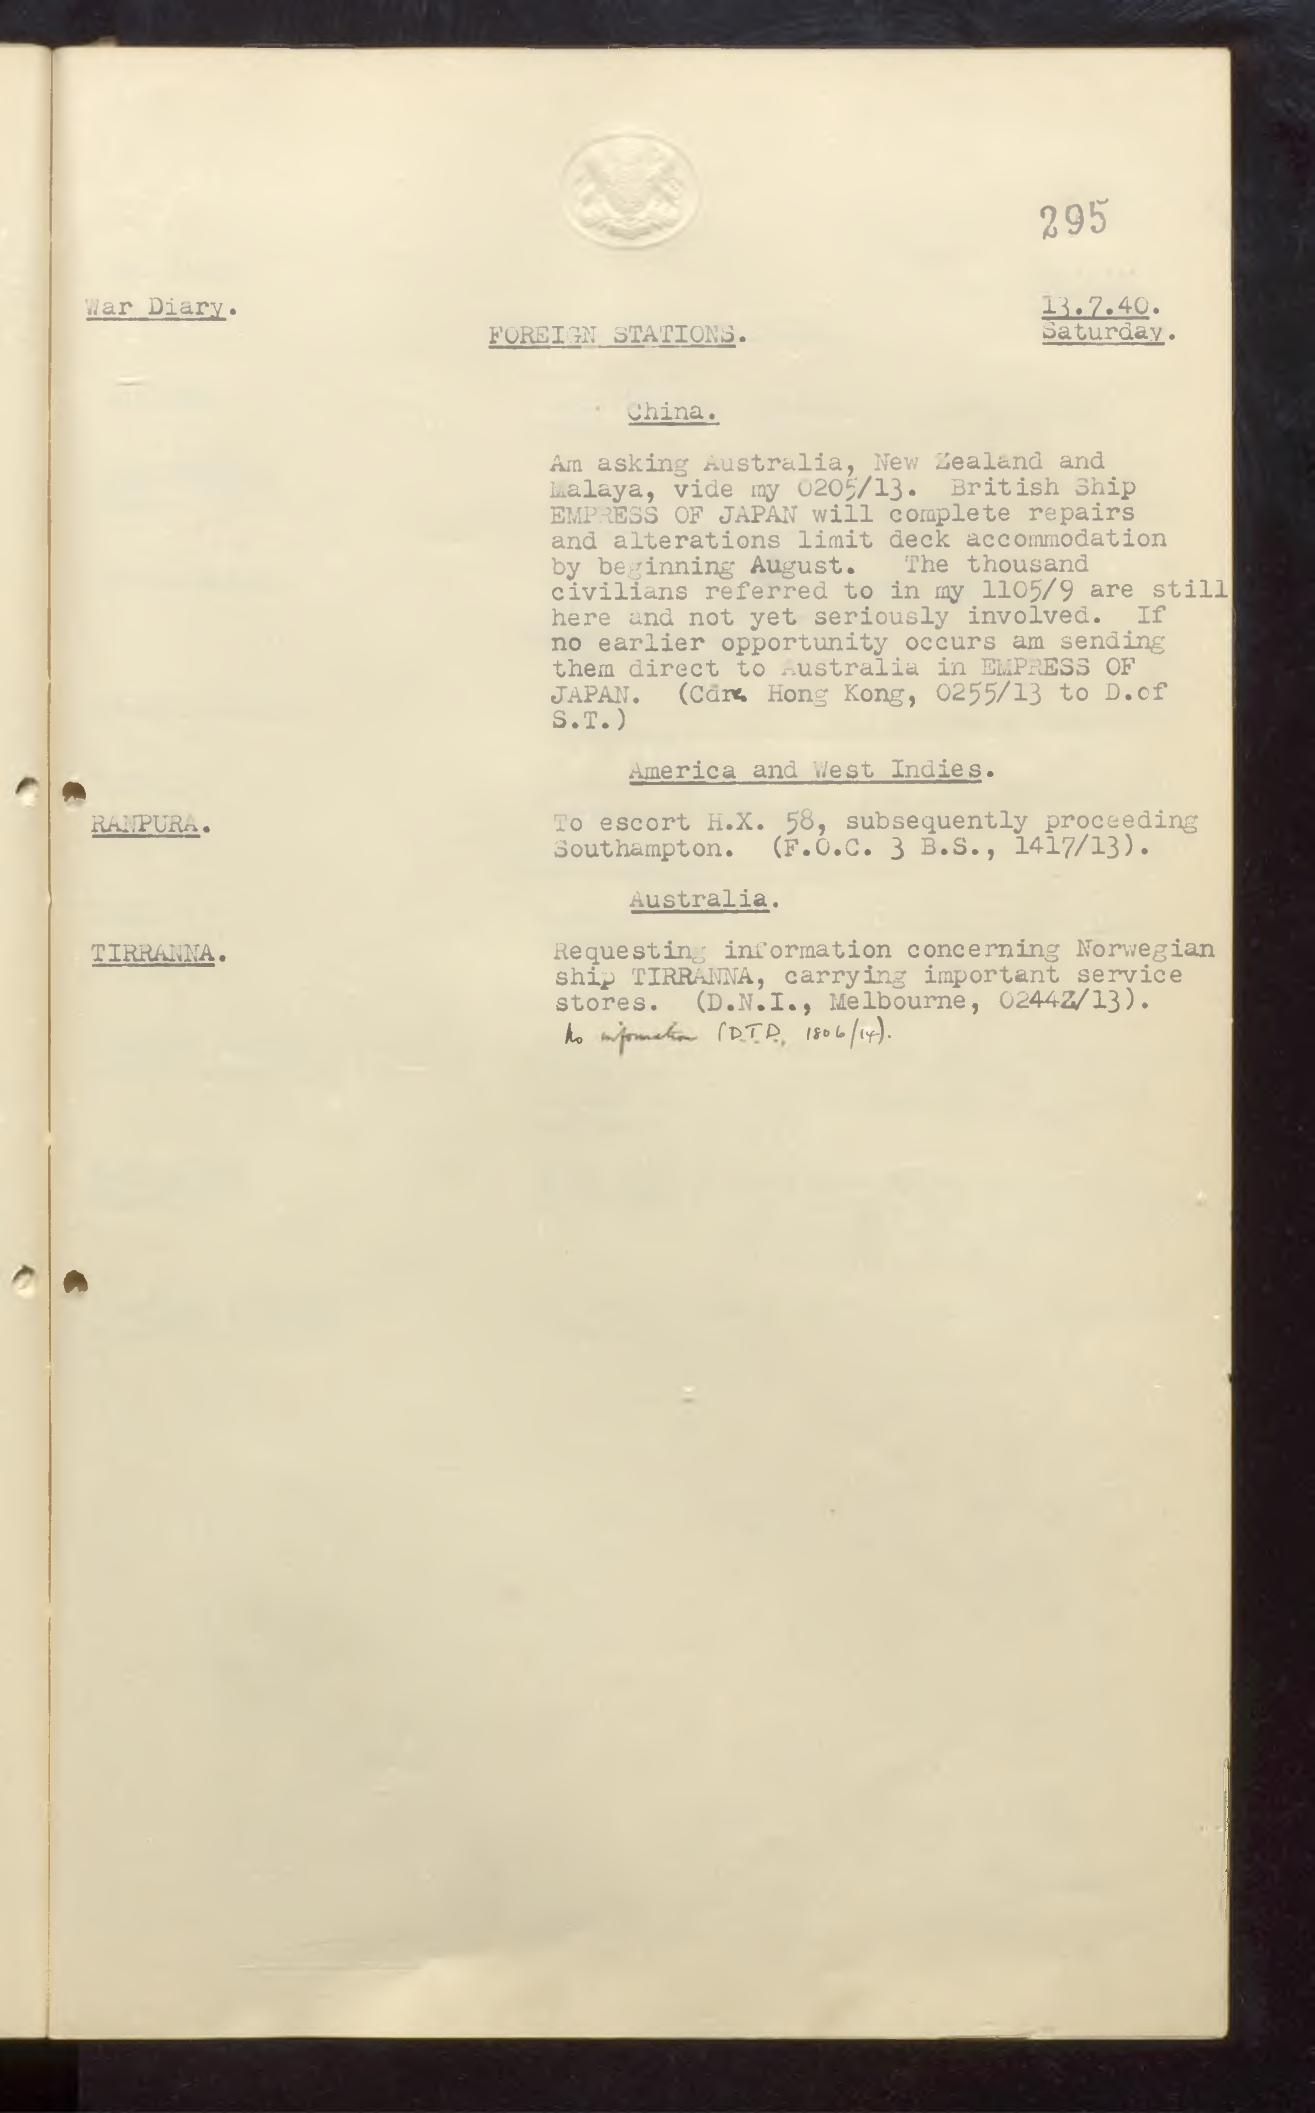 295
War Diary.
13.7.40.
Saturday.
FOREIGN STATIONS.
China.
Am asking Australia, New Zealand and
Malaya, vide my 0205/13. British Ship
EMPRESS OF JAPAN will complete repairs
and alterations limit deck accommodation
by beginning August. The thousand
civilians referred to in my 1105/9 are still
here and not yet seriously involved. If
no earlier opportunity occurs am sending
them direct to Australia in EMPRESS OF
JAPAN. (Cdre. Hong Kong, 0255/13 to D.of
S.T.)
America and West Indies.
RANPURA.
To escort H.X. 58, subsequently proceeding
Southampton. (F.O.C. 3 B.S., 1417/13).
Australia.
TIRRANNA.
Requesting information concerning Norwegian
ship TIRRANNA, carrying important service
stores. (D.N.I., Melbourne, 0244Z/13).
No information (D.T.D. 1806/14).